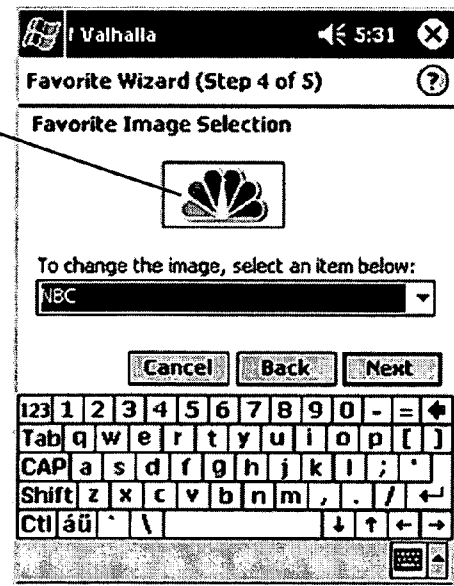 ! Valhalla 5:31
Favorite Wizard (Step 4 of 5) ?
Favorite Image Selection
To change the image, select an item below:
NBC
Cancel Back Next
123 1 2 3 4 5 6 7 8 9 0 - =
Tab q w e r t y u i o p [ ]
CAP a s d f g h j k l ; '
Shift z x c v b n m , . /
Ctl áü ` \